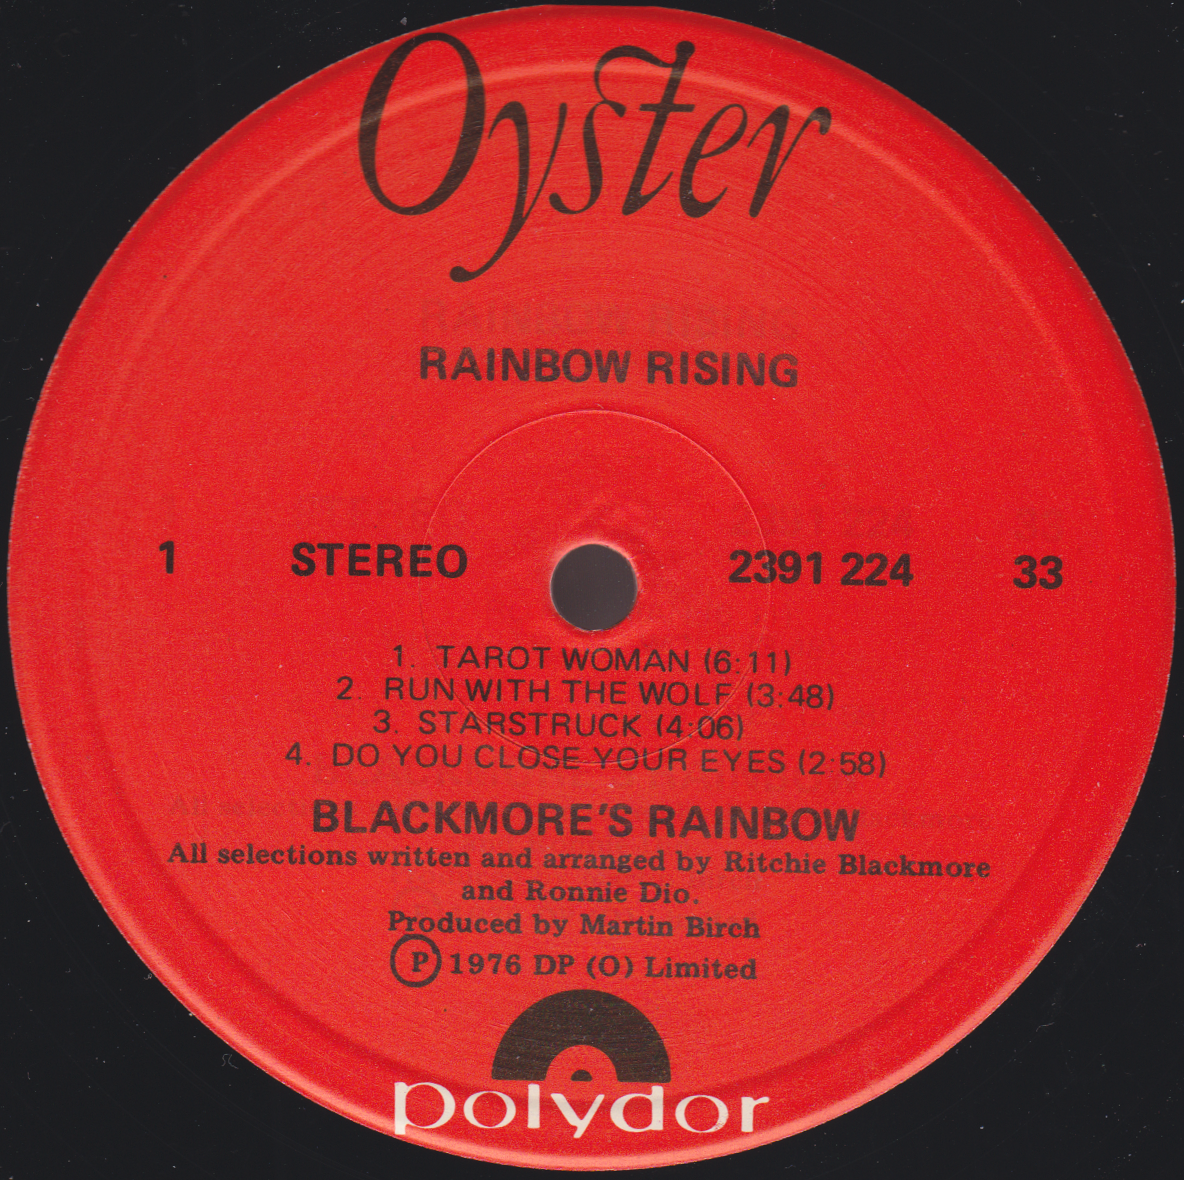 Oyster
RAINBOW RISING
1 STEREO 2391 224 33
1. TAROT WOMAN (6:11)
2. RUN WITH THE WOLF (3:48)
3. STARSTRUCK (4:06)
4. DO YOU CLOSE YOUR EYES (2:58)
BLACKMORE'S RAINBOW
All selections written and arranged by Ritchie Blackmore
and Ronnie Dio.
Produced by Martin Birch
Ⓟ 1976 DP (O) Limited
polydor